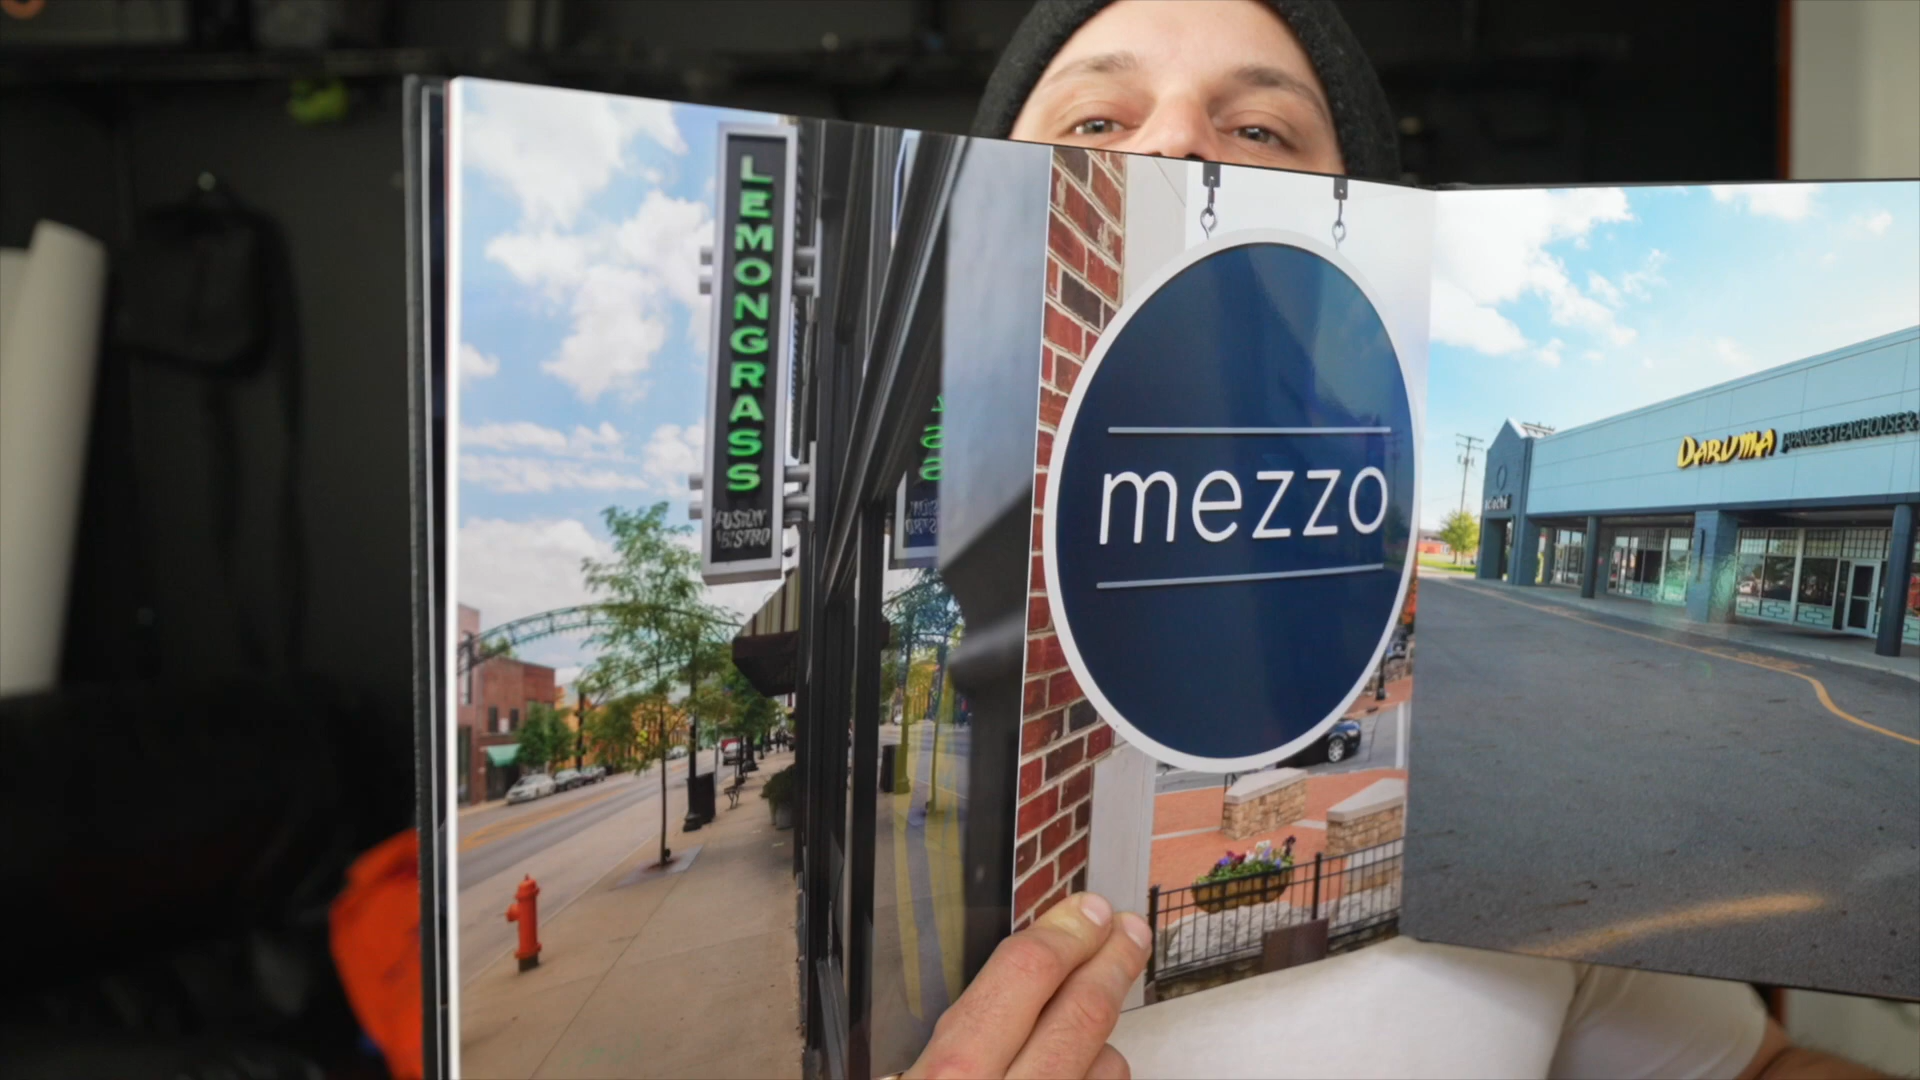 LEMONGRASS
FUSION
BISTRO
mezzo
DARUMA JAPANESE STEAKHOUSE &